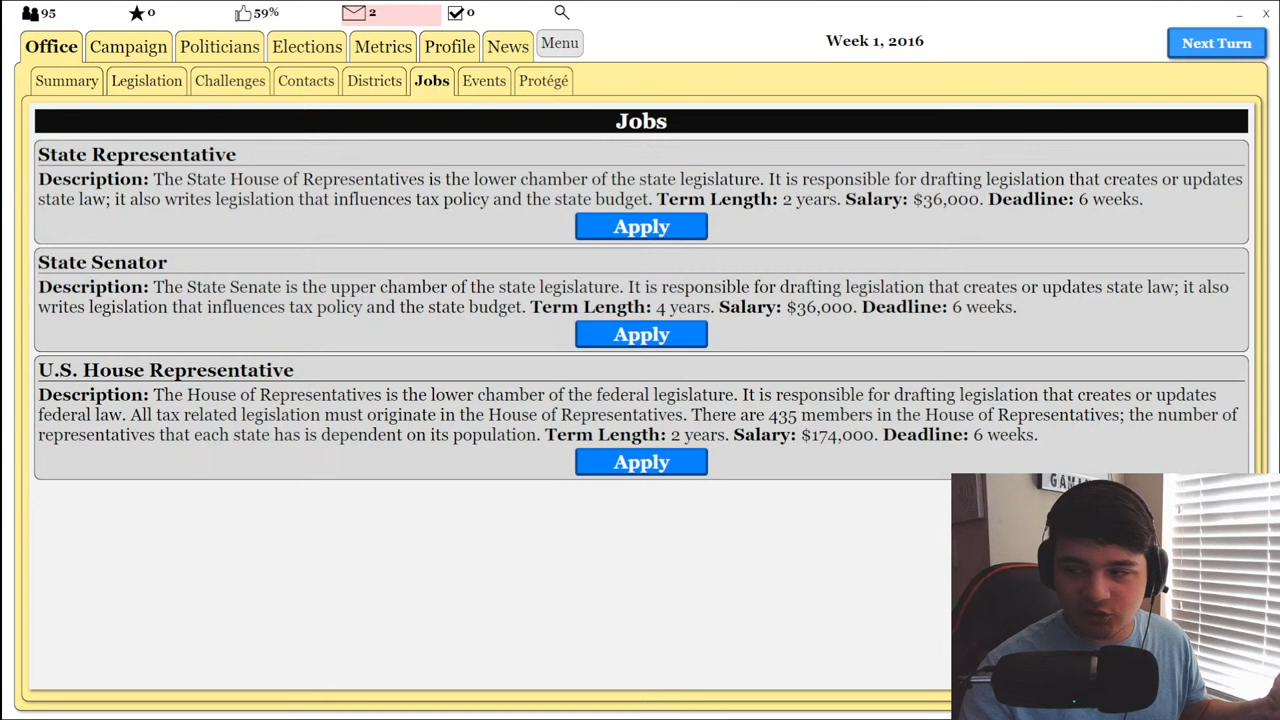 95 0 59% 2 0
_ X
Office Campaign Politicians Elections Metrics Profile News Menu
Week 1, 2016
Next Turn
Summary Legislation Challenges Contacts Districts Jobs Events Protégé
Jobs
State Representative
Description: The State House of Representatives is the lower chamber of the state legislature. It is responsible for drafting legislation that creates or updates
state law; it also writes legislation that influences tax policy and the state budget. Term Length: 2 years. Salary: $36,000. Deadline: 6 weeks.
Apply
State Senator
Description: The State Senate is the upper chamber of the state legislature. It is responsible for drafting legislation that creates or updates state law; it also
writes legislation that influences tax policy and the state budget. Term Length: 4 years. Salary: $36,000. Deadline: 6 weeks.
Apply
U.S. House Representative
Description: The House of Representatives is the lower chamber of the federal legislature. It is responsible for drafting legislation that creates or updates
federal law. All tax related legislation must originate in the House of Representatives. There are 435 members in the House of Representatives; the number of
representatives that each state has is dependent on its population. Term Length: 2 years. Salary: $174,000. Deadline: 6 weeks.
Apply